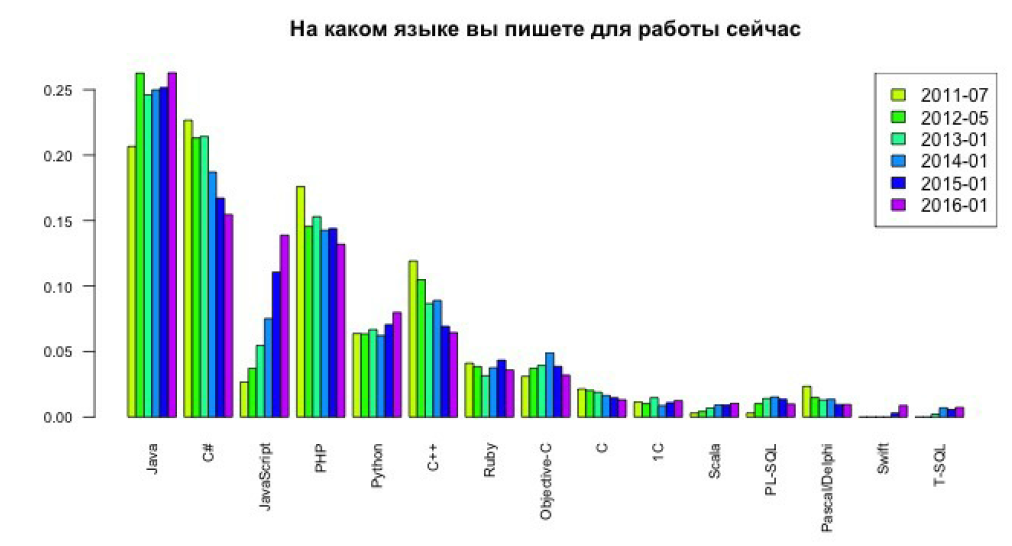 На каком языке вы пишете для работы сейчас
2011-07
2012-05
2013-01
2014-01
2015-01
2016-01
0.25
0.20
0.15
0.10
0.05
0.00
Java
C#
JavaScript
PHP
Python
C++
Ruby
Objective-C
C
1C
Scala
PL-SQL
Pascal/Delphi
Swift
T-SQL